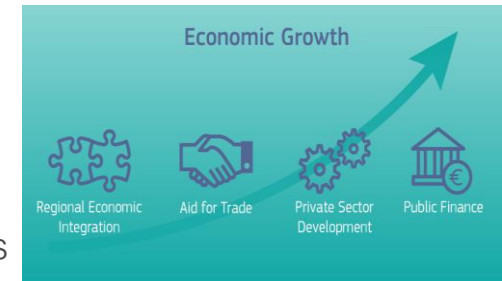 Economic Growth
Regional Economic
Integration
Aid for Trade
Private Sector
Development
Public Finance
€
S